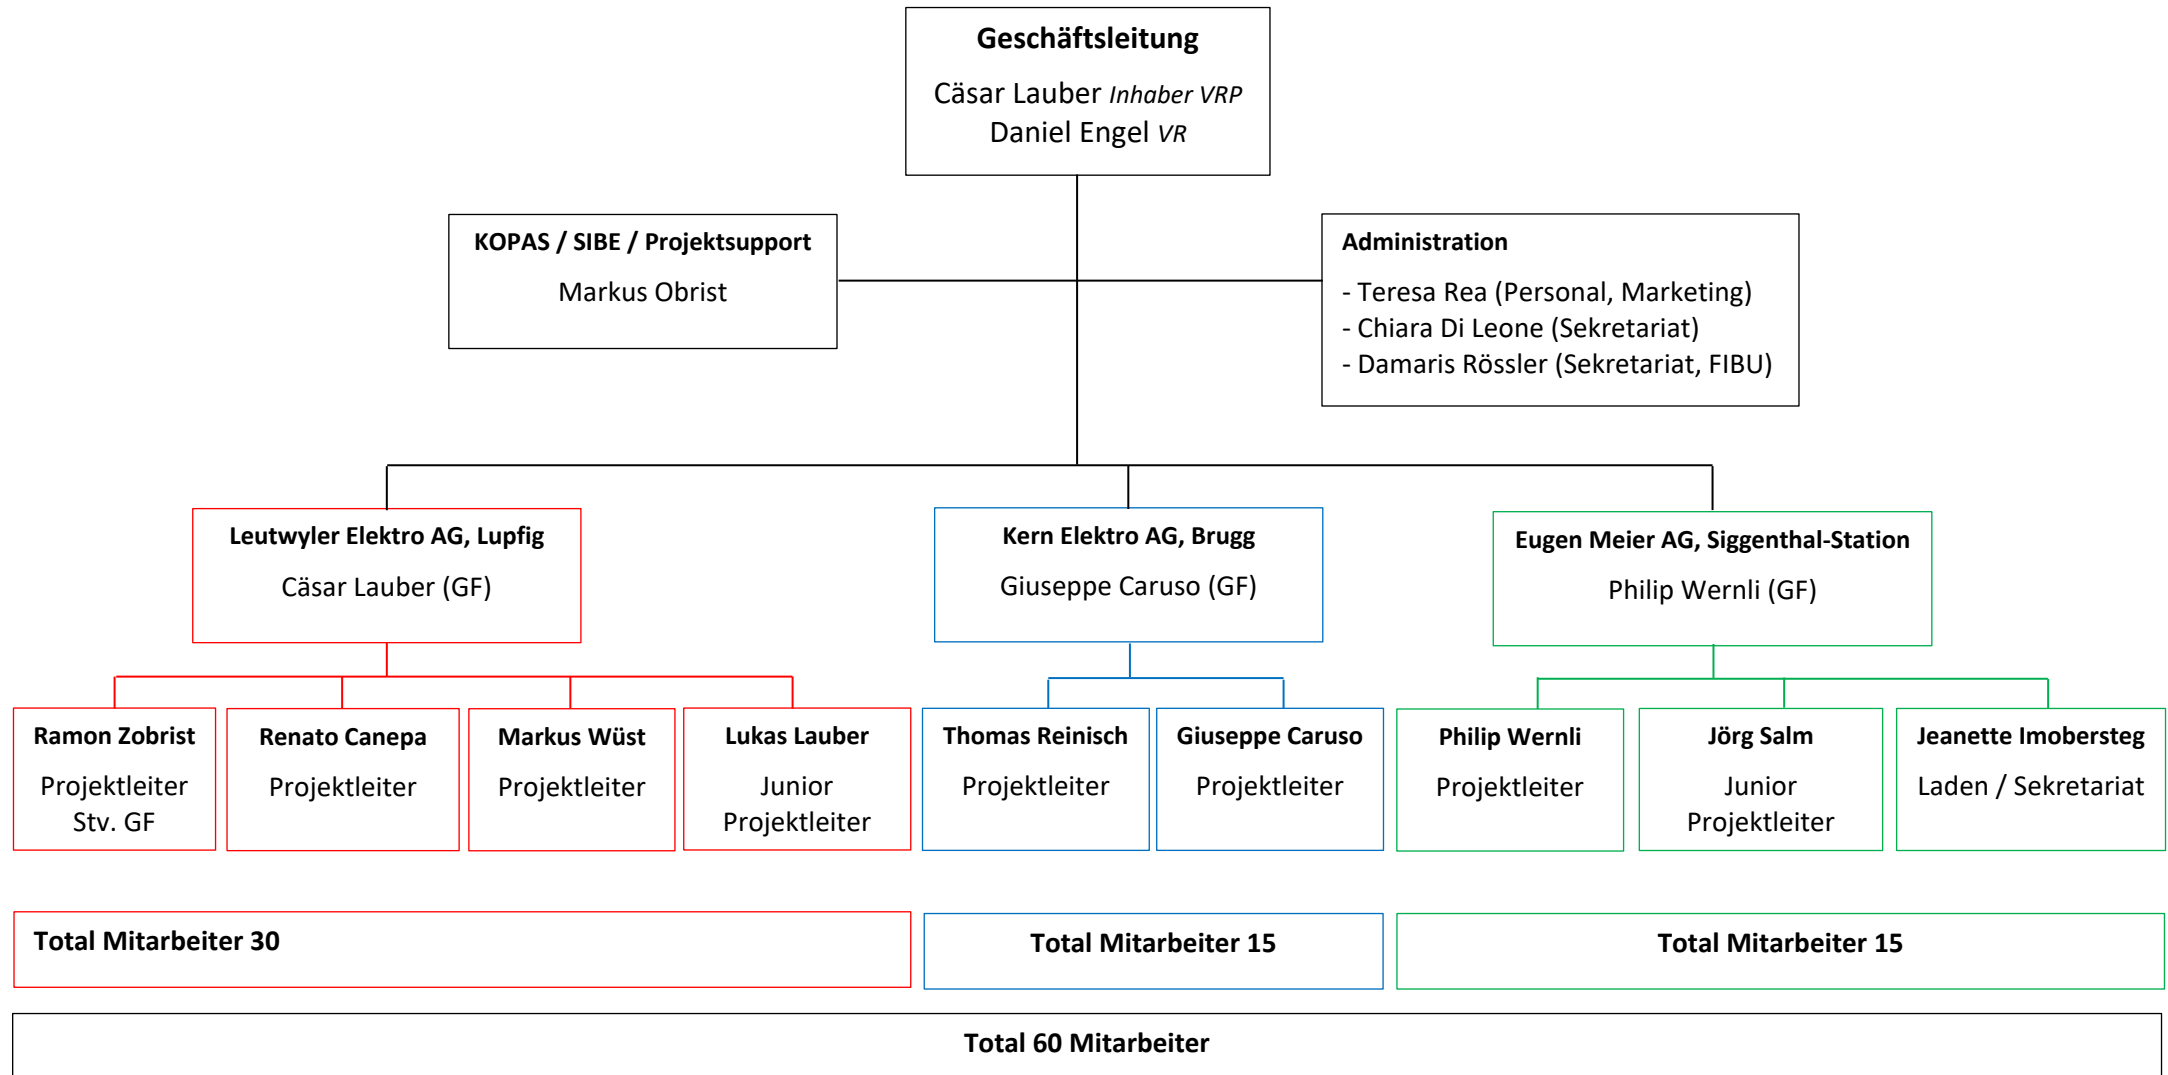 Geschäftsleitung
Cäsar Lauber Inhaber VRP
Daniel Engel VR
KOPAS / SIBE / Projektsupport
Markus Obrist
Administration
- Teresa Rea (Personal, Marketing)
- Chiara Di Leone (Sekretariat)
- Damaris Rössler (Sekretariat, FIBU)
Leutwyler Elektro AG, Lupfig
Cäsar Lauber (GF)
Kern Elektro AG, Brugg
Giuseppe Caruso (GF)
Eugen Meier AG, Siggenthal-Station
Philip Wernli (GF)
Ramon Zobrist
Projektleiter
Stv. GF
Renato Canepa
Projektleiter
Markus Wüst
Projektleiter
Lukas Lauber
Junior
Projektleiter
Thomas Reinisch
Projektleiter
Giuseppe Caruso
Projektleiter
Philip Wernli
Projektleiter
Jörg Salm
Junior
Projektleiter
Jeanette Imobersteg
Laden / Sekretariat
Total Mitarbeiter 30
Total Mitarbeiter 15
Total Mitarbeiter 15
Total 60 Mitarbeiter